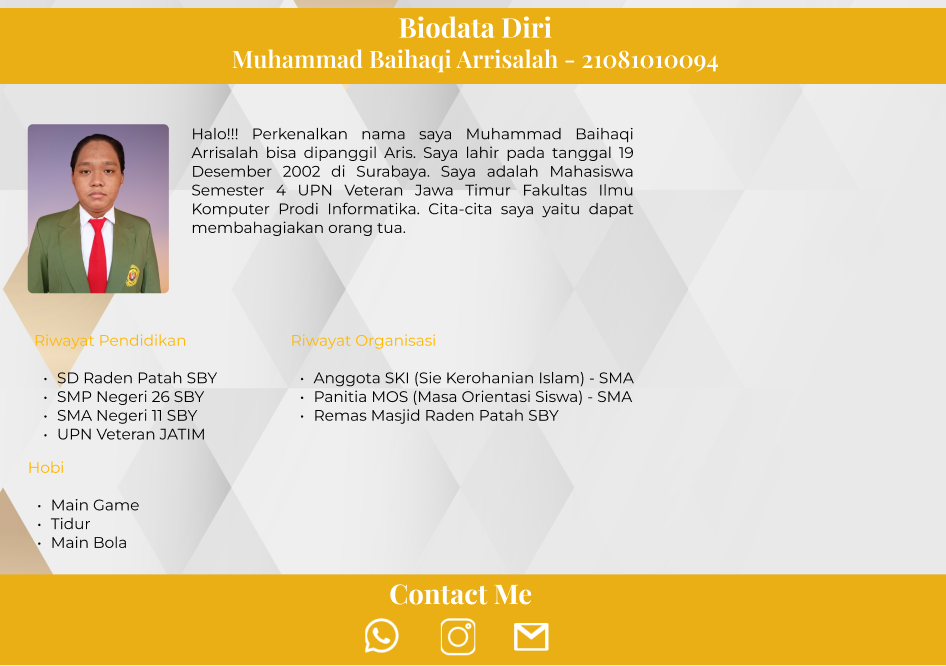 Biodata Diri
Muhammad Baihaqi Arrisalah - 21081010094
Halo!!! Perkenalkan nama saya Muhammad Baihaqi
Arrisalah bisa dipanggil Aris. Saya lahir pada tanggal 19
Desember 2002 di Surabaya. Saya adalah Mahasiswa
Semester 4 UPN Veteran Jawa Timur Fakultas Ilmu
Komputer Prodi Informatika. Cita-cita saya yaitu dapat
membahagiakan orang tua.
Riwayat Pendidikan
• SD Raden Patah SBY
• SMP Negeri 26 SBY
• SMA Negeri 11 SBY
• UPN Veteran JATIM
Riwayat Organisasi
• Anggota SKI (Sie Kerohanian Islam) - SMA
• Panitia MOS (Masa Orientasi Siswa) - SMA
• Remas Masjid Raden Patah SBY
Hobi
• Main Game
• Tidur
• Main Bola
Contact Me